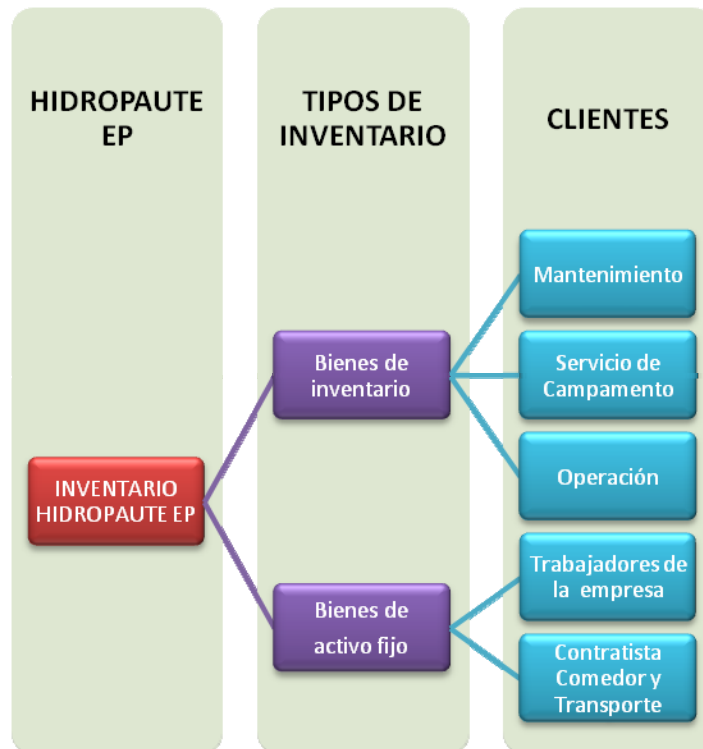 HIDROPAUTE
EP
TIPOS DE
INVENTARIO
CLIENTES
Mantenimiento
Bienes de
inventario
Servicio de
Campamento
INVENTARIO
HIDROPAUTE EP
Operación
Trabajadores de
la empresa
Bienes de
activo fijo
Contratista
Comedor y
Transporte